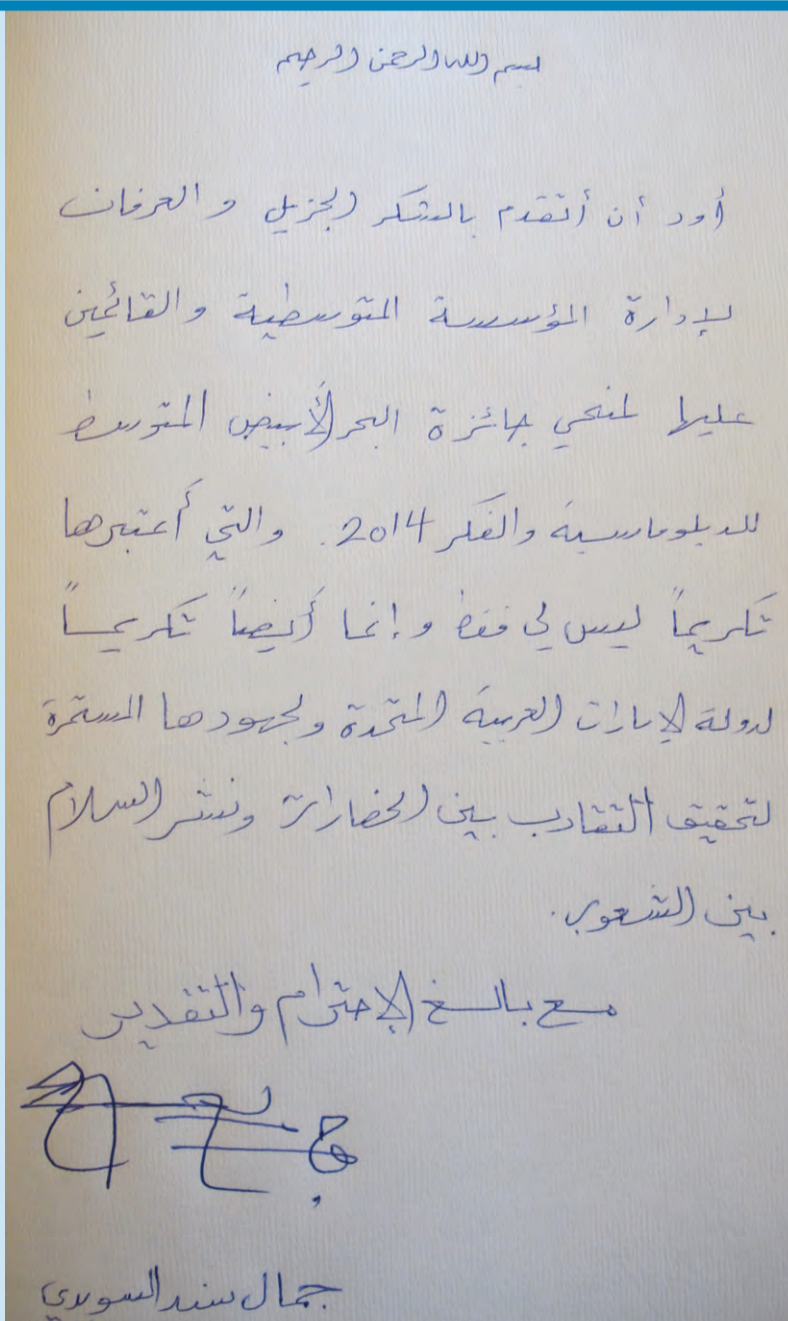 بسم الله الرحمن الرحيم
أود أن أتقدم بالشكر الجزيل والعرفان
لإدارة المؤسسة المتوسطية والقائمين
عليها لمنحي جائزة البحر الأبيض المتوسط
للدبلوماسية والفكر 2014. والتي أعتبرها
تكريماً ليس لي فقط وإنما أيضاً تكريماً
لدولة الإمارات العربية المتحدة ولجهودها المستمرة
لتحقيق التقارب بين الحضارات ونشر السلام
بين الشعوب.
مع بالغ الاحترام والتقدير
جمال سند السويدي